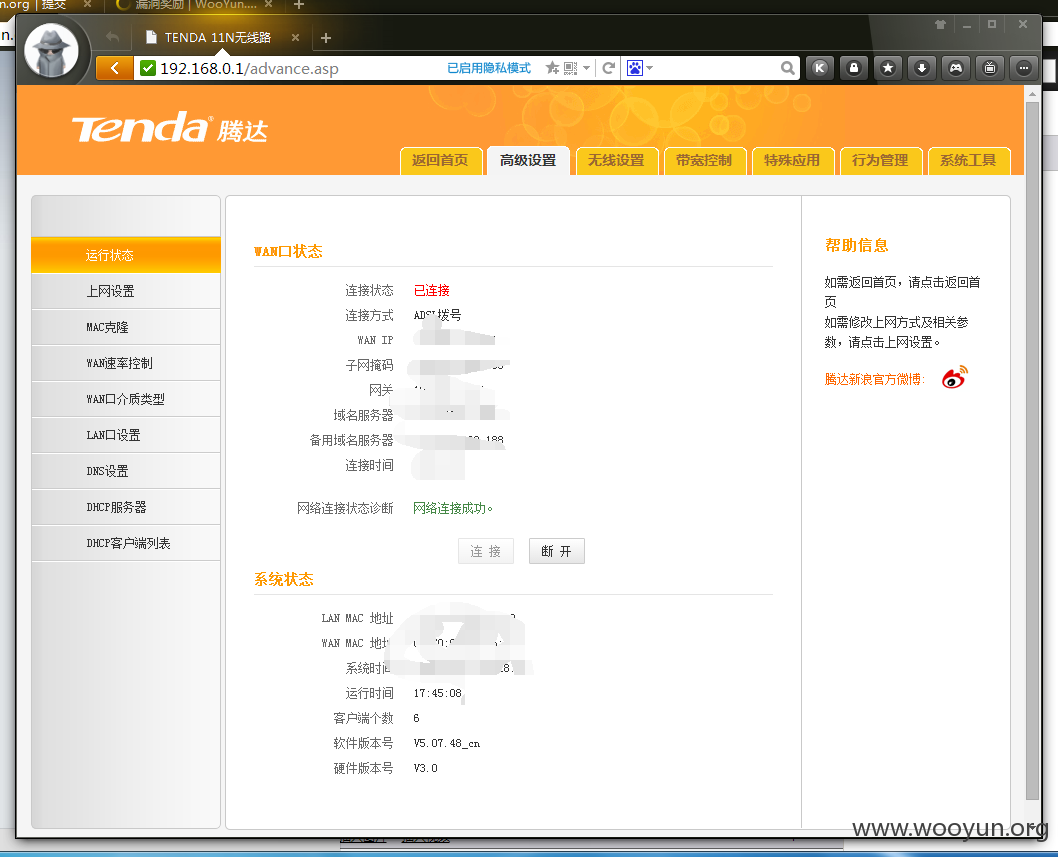 n.org | 提交
漏洞奖励 | WooYun....
TENDA 11N无线路
192.168.0.1/advance.asp
已启用隐私模式
Tenda 腾达
返回首页
高级设置
无线设置
带宽控制
特殊应用
行为管理
系统工具
运行状态
上网设置
MAC克隆
WAN速率控制
WAN口介质类型
LAN口设置
DNS设置
DHCP服务器
DHCP客户端列表
WAN口状态
连接状态 已连接
连接方式 ADSL拨号
WAN IP
子网掩码
网关
域名服务器
备用域名服务器 188
连接时间
网络连接状态诊断 网络连接成功。
连 接
断 开
系统状态
LAN MAC 地址
WAN MAC 地址
系统时间
运行时间 17:45:08
客户端个数 6
软件版本号 V5.07.48_cn
硬件版本号 V3.0
帮助信息
如需返回首页，请点击返回首
页
如需修改上网方式及相关参
数，请点击上网设置。
腾达新浪官方微博:
www.wooyun.org